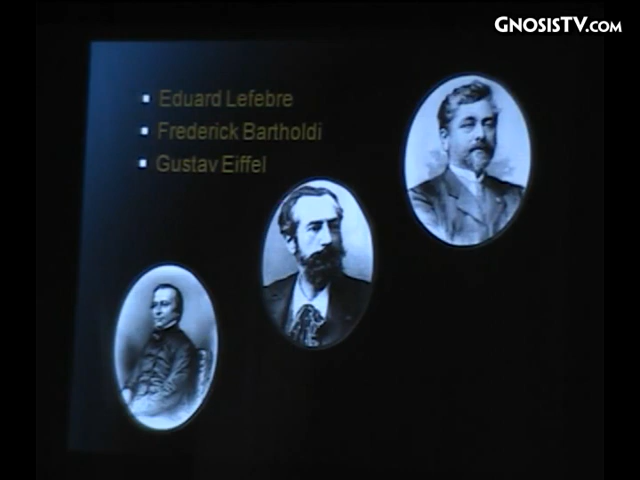 GnosisTV.com
Eduard Lefebre
Frederick Bartholdi
Gustav Eiffel